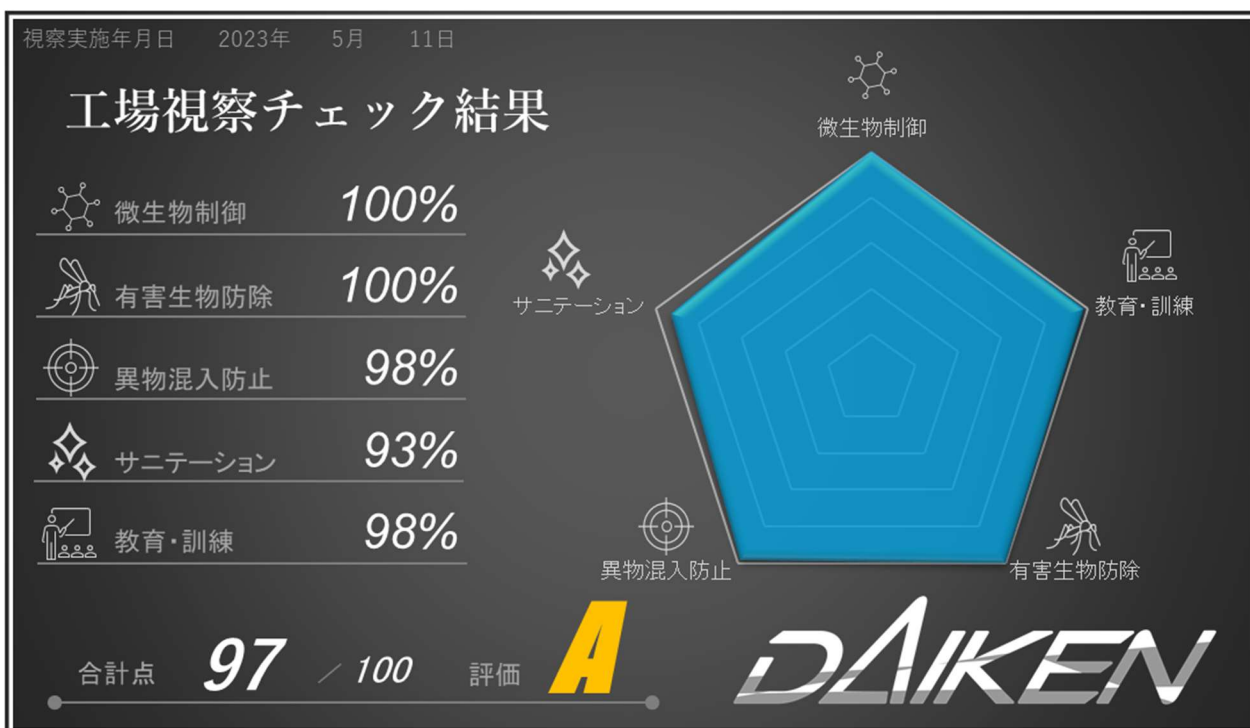 視察実施年月日 2023年 5月 11日
工場視察チェック結果
微生物制御 100%
有害生物防除 100%
異物混入防止 98%
サニテーション 93%
教育・訓練 98%
合計点 97 / 100 評価 A
微生物制御
サニテーション
教育・訓練
異物混入防止
有害生物防除
DAIKEN